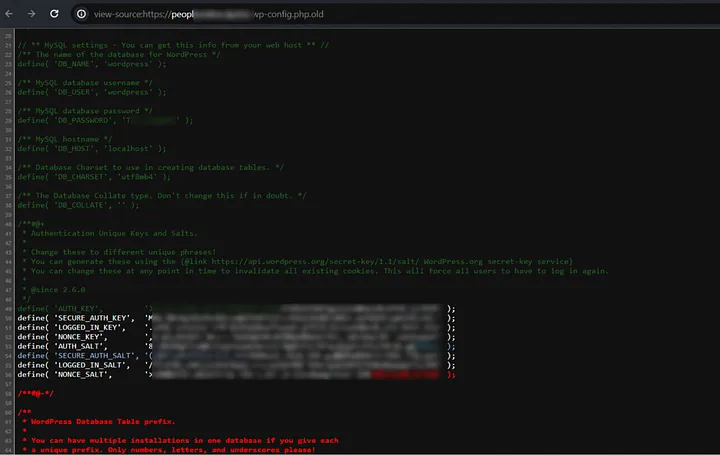 view-source:https://peopl wp-config.php.old
20
21 // ** MySQL settings - You can get this info from your web host ** //
22 /** The name of the database for WordPress */
23 define( 'DB_NAME', 'wordpress' );
24
25 /** MySQL database username */
26 define( 'DB_USER', 'wordpress' );
27
28 /** MySQL database password */
29 define( 'DB_PASSWORD', 'T );
30
31 /** MySQL hostname */
32 define( 'DB_HOST', 'localhost' );
33
34 /** Database Charset to use in creating database tables. */
35 define( 'DB_CHARSET', 'utf8mb4' );
36
37 /** The Database Collate type. Don't change this if in doubt. */
38 define( 'DB_COLLATE', '' );
39
40 /**#@+
41 * Authentication Unique Keys and Salts.
42 *
43 * Change these to different unique phrases!
44 * You can generate these using the {@link https://api.wordpress.org/secret-key/1.1/salt/ WordPress.org secret-key service}
45 * You can change these at any point in time to invalidate all existing cookies. This will force all users to have to log in again.
46 *
47 * @since 2.6.0
48 */
49 define( 'AUTH_KEY', '> );
50 define( 'SECURE_AUTH_KEY', ' );
51 define( 'LOGGED_IN_KEY', '. );
52 define( 'NONCE_KEY', ' );
53 define( 'AUTH_SALT', '8 );
54 define( 'SECURE_AUTH_SALT', '( );
55 define( 'LOGGED_IN_SALT', '/ );
56 define( 'NONCE_SALT', '> );
57
58 /**#@-*/
59
60 /**
61 * WordPress Database Table prefix.
62 *
63 * You can have multiple installations in one database if you give each
64 * a unique prefix. Only numbers, letters, and underscores please!